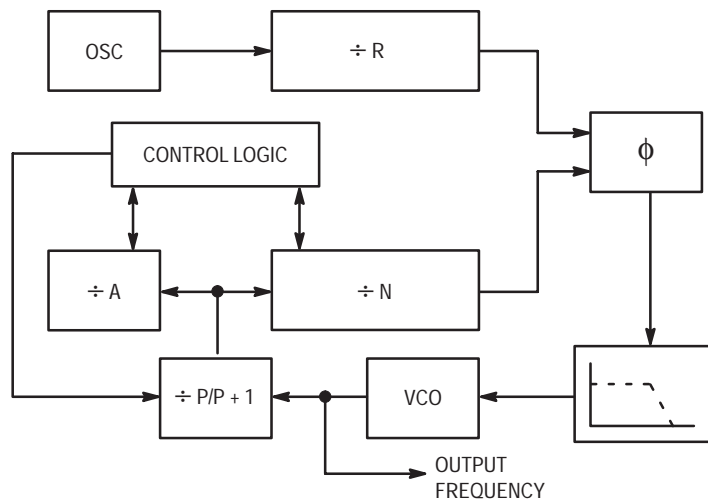 OSC
÷ R
CONTROL LOGIC
ϕ
÷ A
÷ N
÷ P/P + 1
VCO
OUTPUT
FREQUENCY